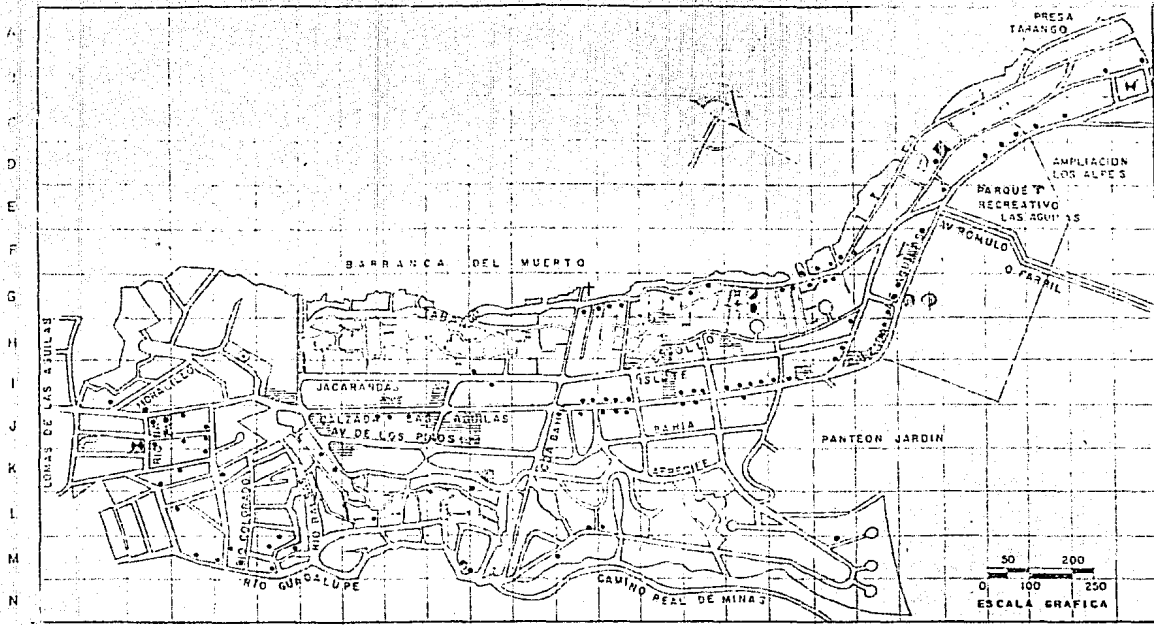 A
PRESA
TARANGO
C
D
AMPLIACION
LOS ALPES
E
PARQUE
RECREATIVO
LAS AGUILAS
F
AV ROMULO
O. FARRIL
BARRANCA DEL MUERTO
G
H
LOMAS DE LAS AGUILAS
I
JACARANDAS
ISLOTE
J
CALZADA LAS AGUILAS
AV DE LOS
BAHIA
PANTEON JARDIN
K
ARRECIFE
L
RIO COLORADO
M
RIO GUADALUPE
CAMINO REAL DE MINAS
N
50 200
0 100 250
ESCALA GRAFICA